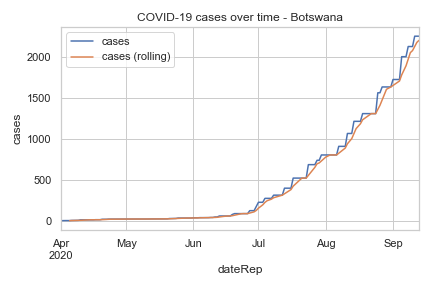 COVID-19 cases over time - Botswana
cases
cases (rolling)
2000
1500
1000
500
0
cases
Apr
2020
May
Jun
Jul
Aug
Sep
dateRep